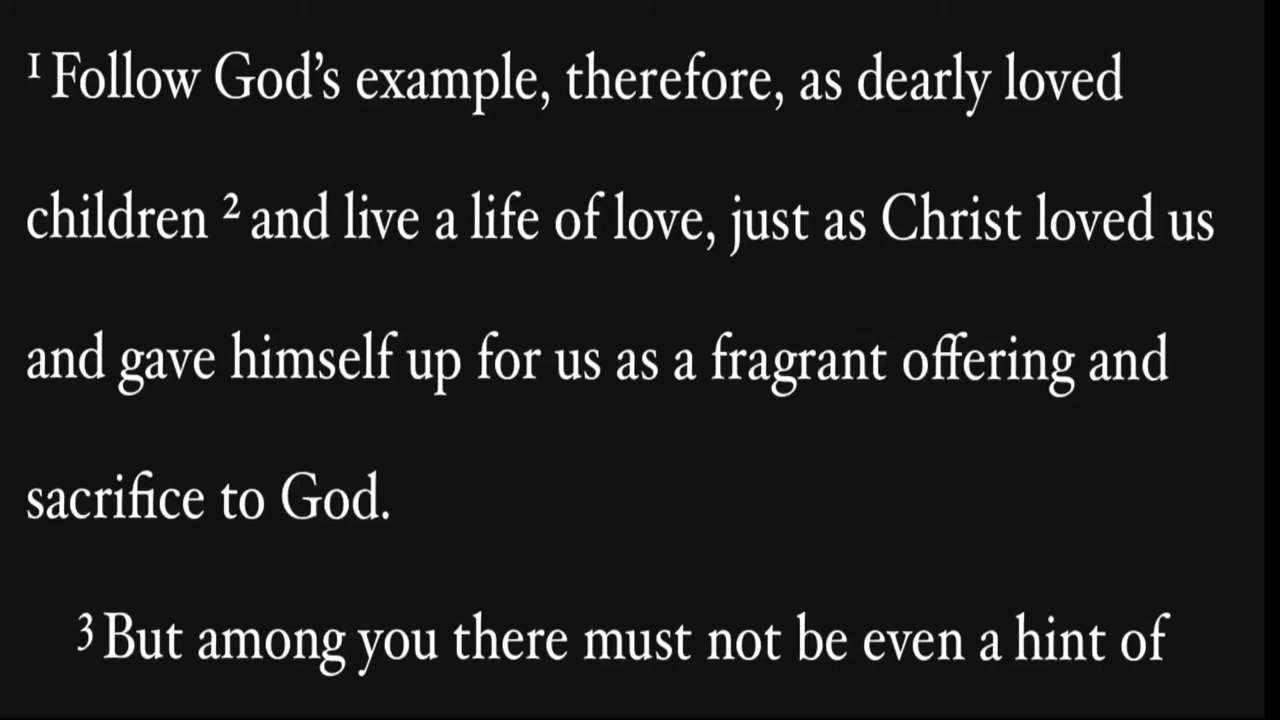 ¹ Follow God’s example, therefore, as dearly loved
children ² and live a life of love, just as Christ loved us
and gave himself up for us as a fragrant offering and
sacrifice to God.
³ But among you there must not be even a hint of